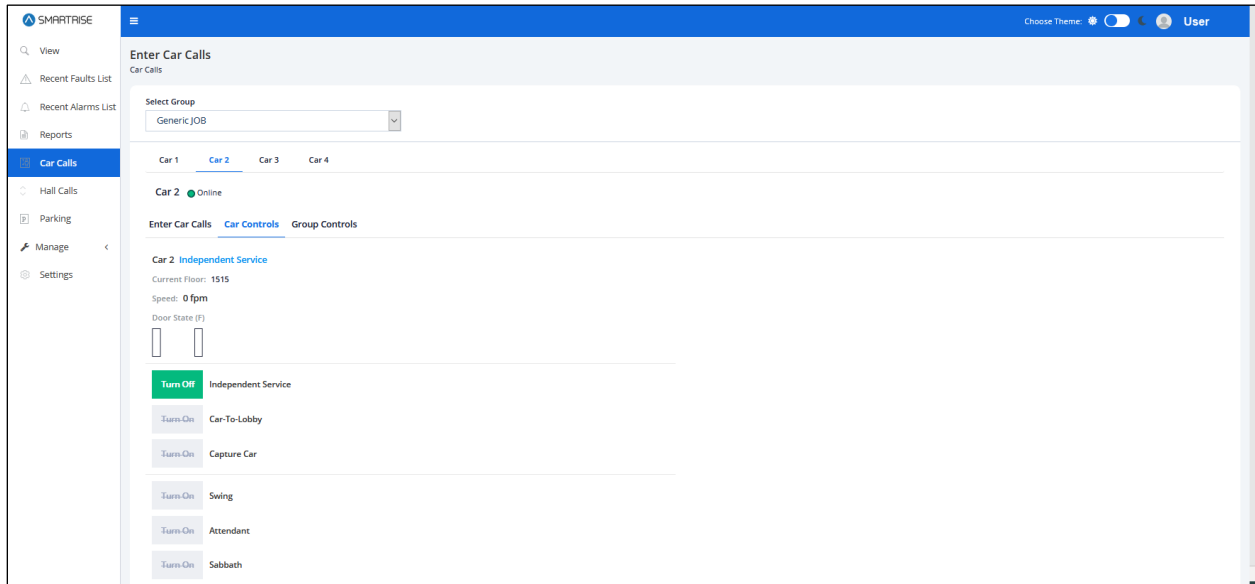 SMARTRISE
Choose Theme:
User
View
Recent Faults List
Recent Alarms List
Reports
Car Calls
Hall Calls
Parking
Manage
Settings
Enter Car Calls
Car Calls
Select Group
Generic JOB
Car 1 Car 2 Car 3 Car 4
Car 2 Online
Enter Car Calls Car Controls Group Controls
Car 2 Independent Service
Current Floor: 1515
Speed: 0 fpm
Door State (F)
Turn Off Independent Service
Turn On Car-To-Lobby
Turn On Capture Car
Turn On Swing
Turn On Attendant
Turn On Sabbath